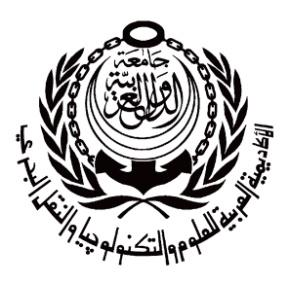 جامعة
الدول العربية
الأكاديمية العربية للعلوم والتكنولوجيا والنقل البحري